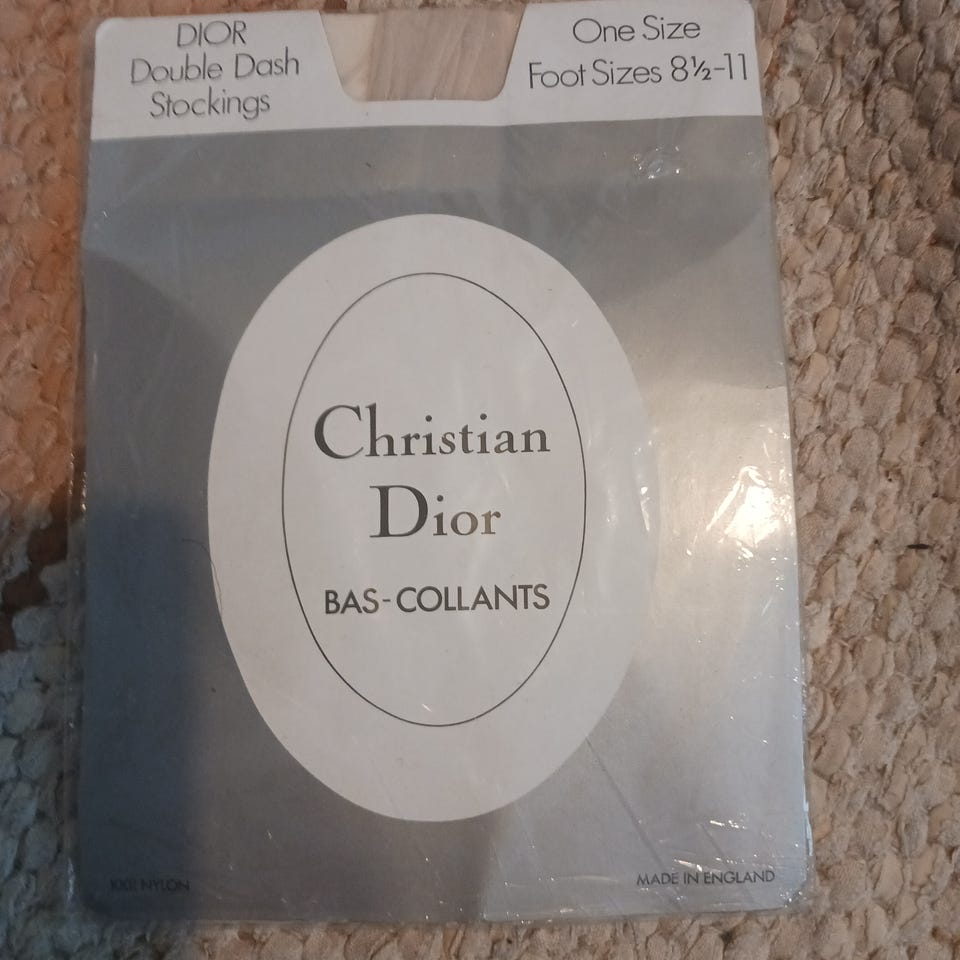 DIOR
Double Dash
Stockings
One Size
Foot Sizes 8½-11
Christian
Dior
BAS-COLLANTS
NYLON
MADE IN ENGLAND